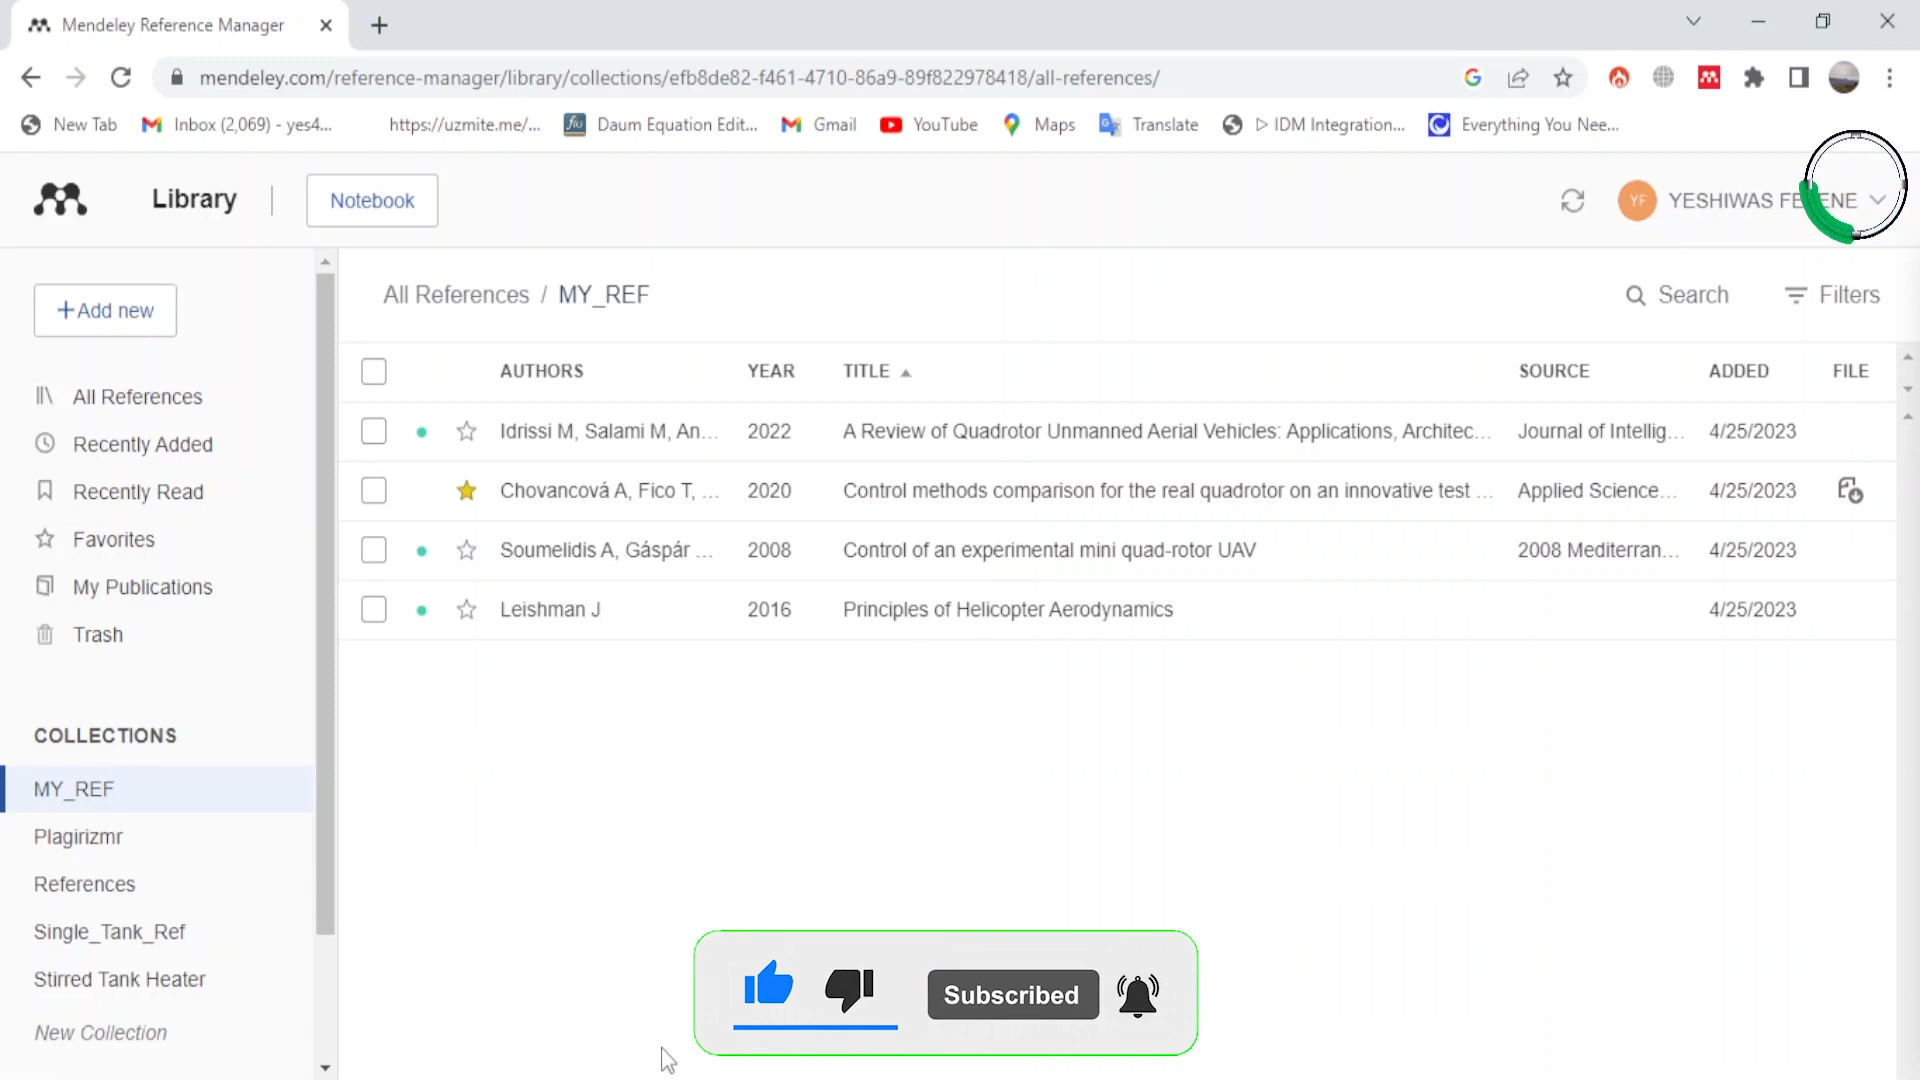 Mendeley Reference Manager
mendeley.com/reference-manager/library/collections/efb8de82-f461-4710-86a9-89f822978418/all-references/
New Tab Inbox (2,069) - yes4... https://uzmite.me/... fx Daum Equation Edit... Gmail YouTube Maps Translate ▷ IDM Integration... Everything You Nee...
Library Notebook YF YESHIWAS
+Add new
All References / MY_REF Search Filters
AUTHORS YEAR TITLE SOURCE ADDED FILE
Idrissi M, Salami M, An... 2022 A Review of Quadrotor Unmanned Aerial Vehicles: Applications, Architec... Journal of Intellig... 4/25/2023
Chovancová A, Fico T, ... 2020 Control methods comparison for the real quadrotor on an innovative test ... Applied Science... 4/25/2023
Soumelidis A, Gáspár ... 2008 Control of an experimental mini quad-rotor UAV 2008 Mediterran... 4/25/2023
Leishman J 2016 Principles of Helicopter Aerodynamics 4/25/2023
All References
Recently Added
Recently Read
Favorites
My Publications
Trash
COLLECTIONS
MY_REF
Plagirizmr
References
Single_Tank_Ref
Stirred Tank Heater
New Collection
Subscribed